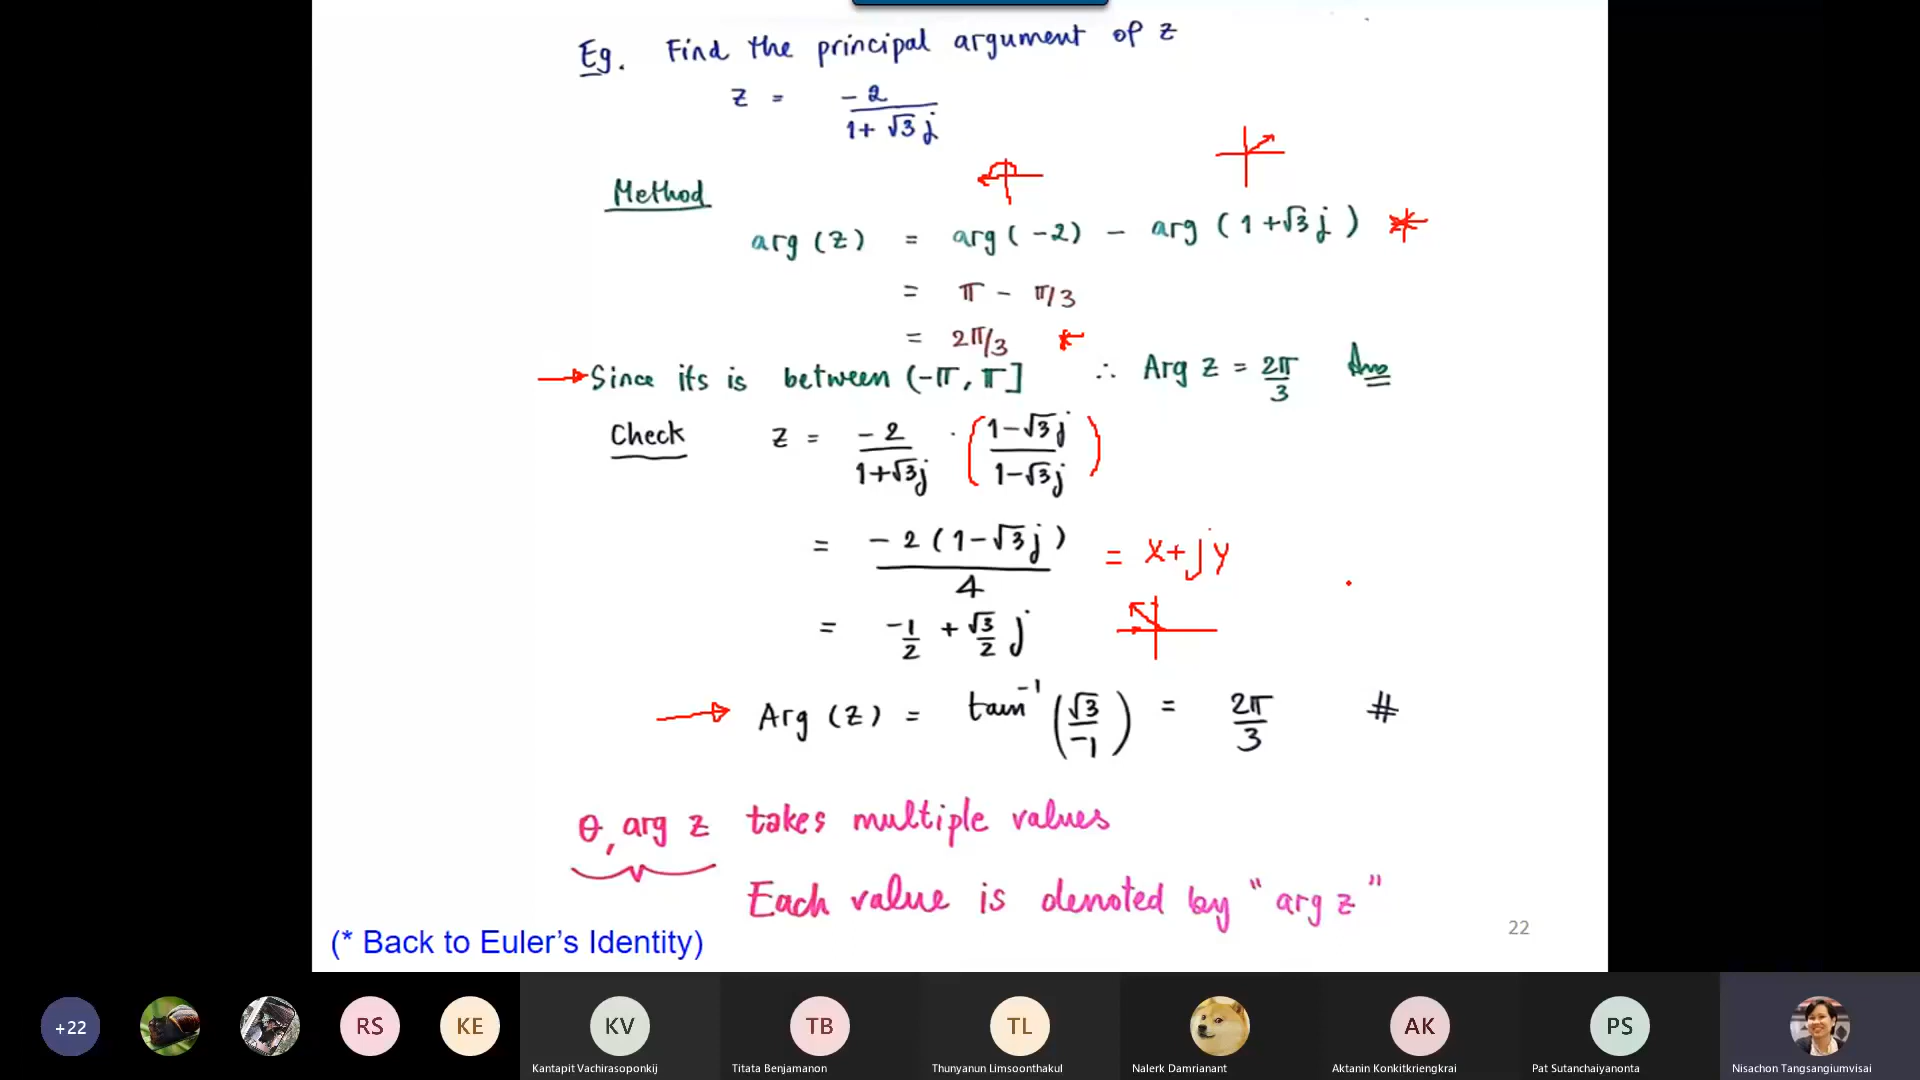 Eg. Find the principal argument of z
z = -2 / (1 + √3 j)
Method
arg (z) = arg (-2) - arg (1 + √3 j) *
= π - π/3
= 2π/3 *
Since its is between (-π, π] ∴ Arg z = 2π/3 Ans
Check z = -2 / (1+√3 j) · ( (1-√3 j) / (1-√3 j) )
= -2 (1-√3 j) / 4 = x+jy
= -1/2 + √3/2 j
Arg (z) = tan⁻¹ (√3/-1) = 2π/3 #
θ, arg z takes multiple values
Each value is denoted by "arg z"
(* Back to Euler's Identity)
22
+22
RS
KE
KV
TB
TL
AK
PS
Kantapit Vachirasoponkij
Titata Benjamanon
Thunyanun Limsoonthakul
Nalerk Damrianant
Aktanin Konkitkriengkrai
Pat Sutanchaiyanonta
Nisachon Tangsangiumvisai